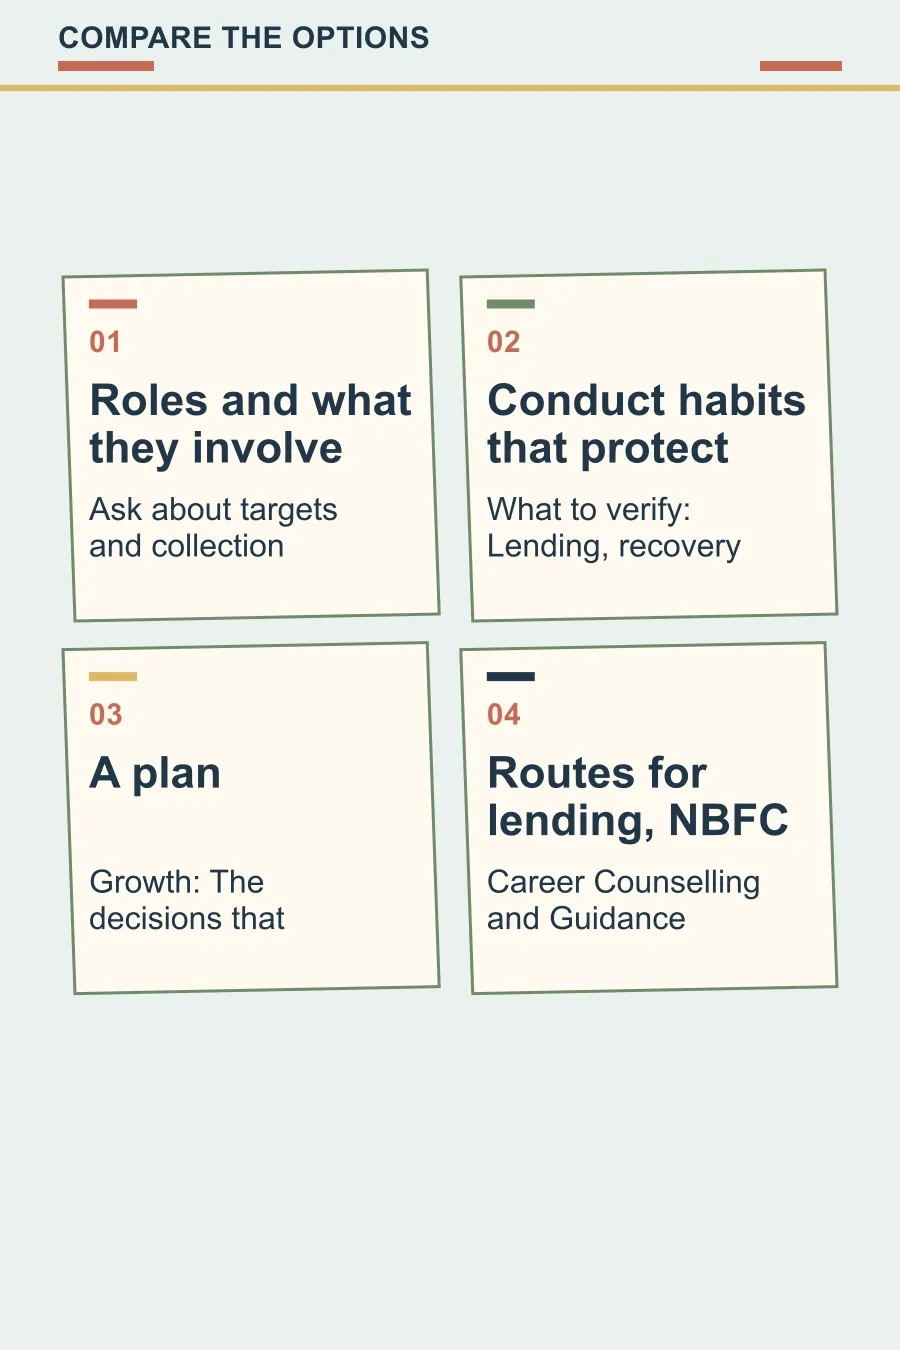 COMPARE THE OPTIONS
01
Roles and what
they involve
Ask about targets
and collection
02
Conduct habits
that protect
What to verify:
Lending, recovery
03
A plan
Growth: The
decisions that
04
Routes for
lending, NBFC
Career Counselling
and Guidance